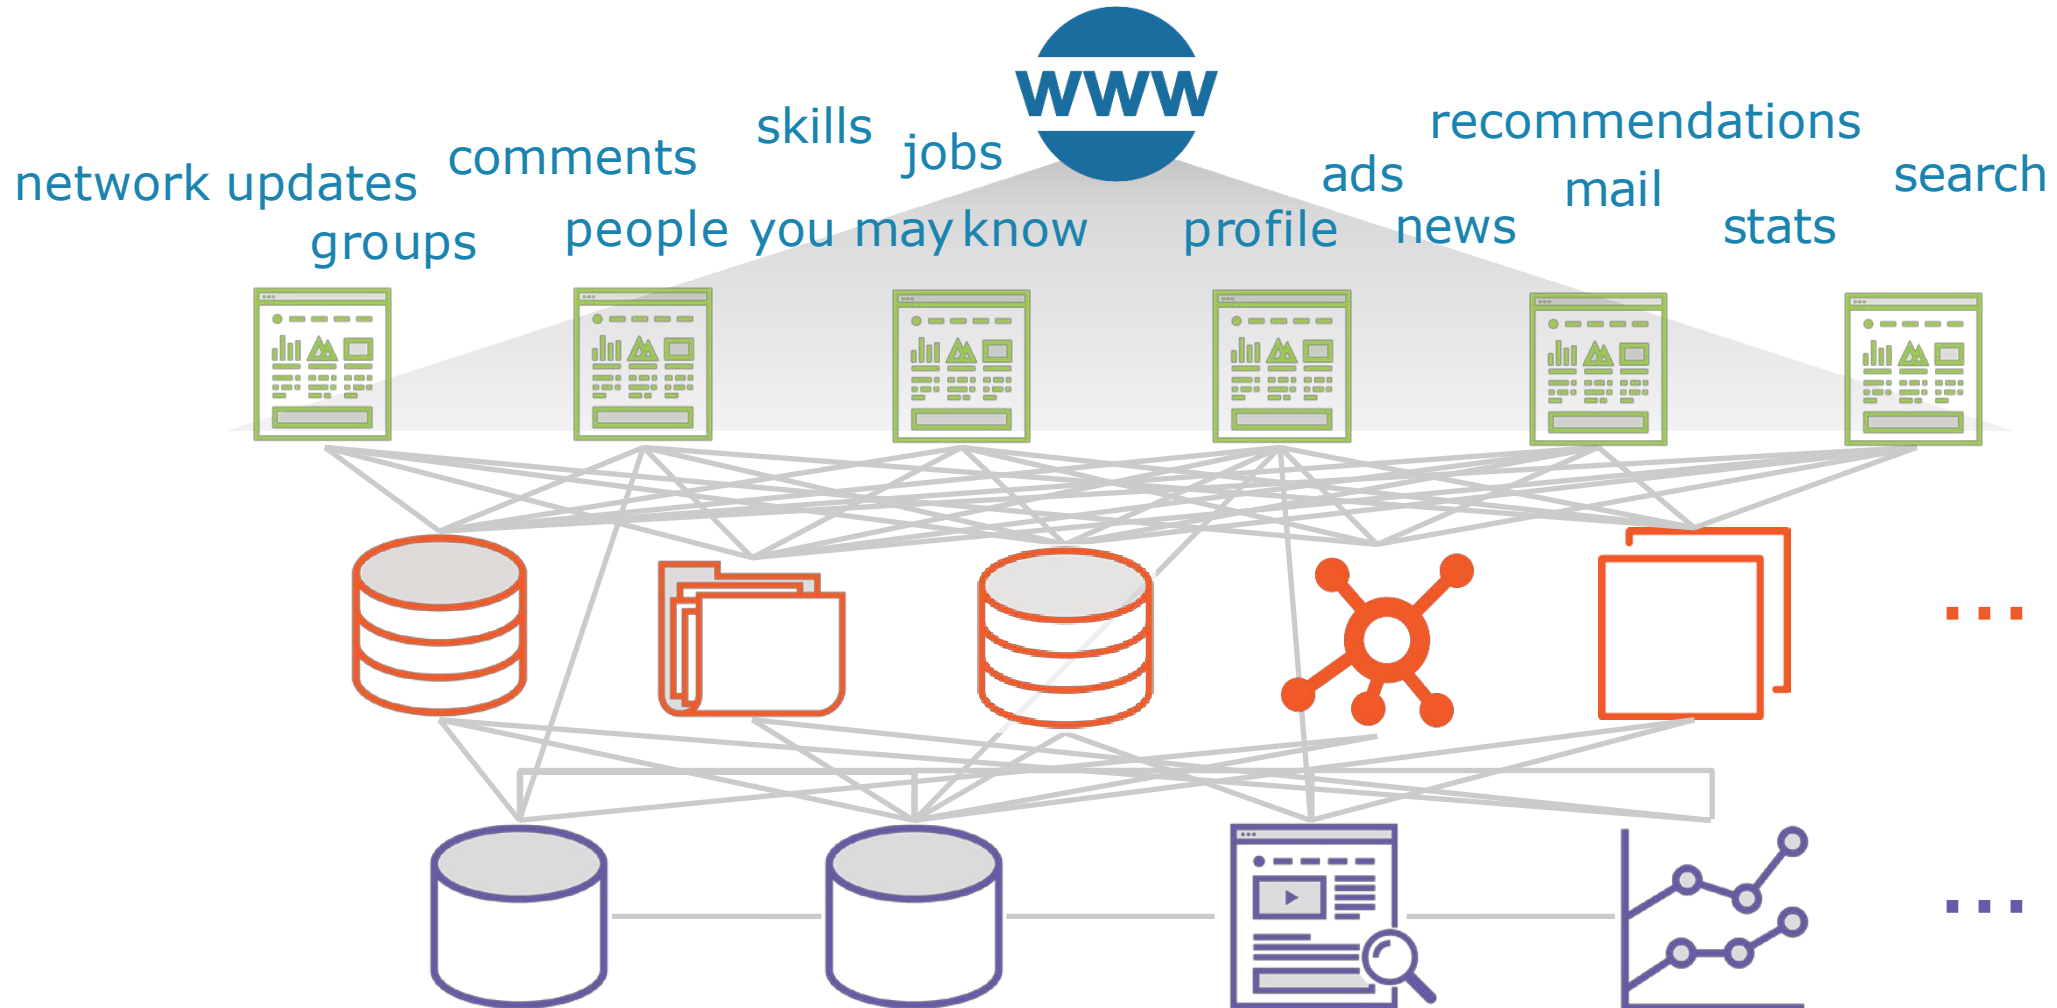 www
skills
recommendations
comments
jobs
network updates
ads
mail
search
groups
people you may know
profile
news
stats
...
...